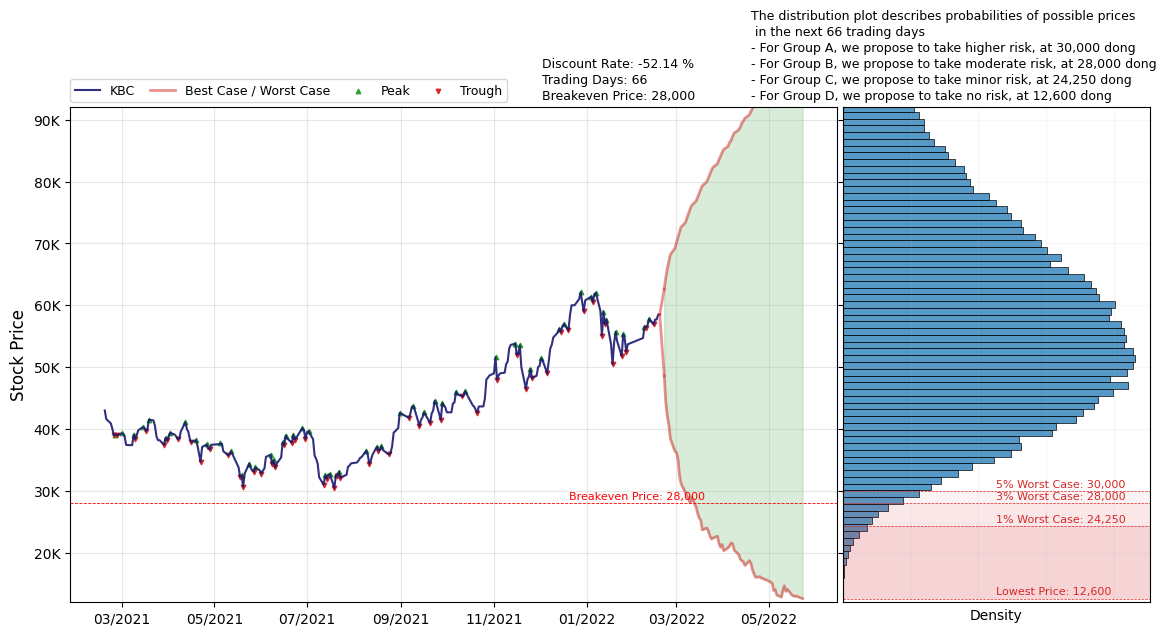 The distribution plot describes probabilities of possible prices
in the next 66 trading days
- For Group A, we propose to take higher risk, at 30,000 dong
- For Group B, we propose to take moderate risk, at 28,000 dong
- For Group C, we propose to take minor risk, at 24,250 dong
- For Group D, we propose to take no risk, at 12,600 dong
Discount Rate: -52.14 %
Trading Days: 66
Breakeven Price: 28,000
KBC
Best Case / Worst Case
Peak
Trough
Stock Price
90K
80K
70K
60K
50K
40K
30K
20K
Breakeven Price: 28,000
03/2021
05/2021
07/2021
09/2021
11/2021
01/2022
03/2022
05/2022
5% Worst Case: 30,000
3% Worst Case: 28,000
1% Worst Case: 24,250
Lowest Price: 12,600
Density